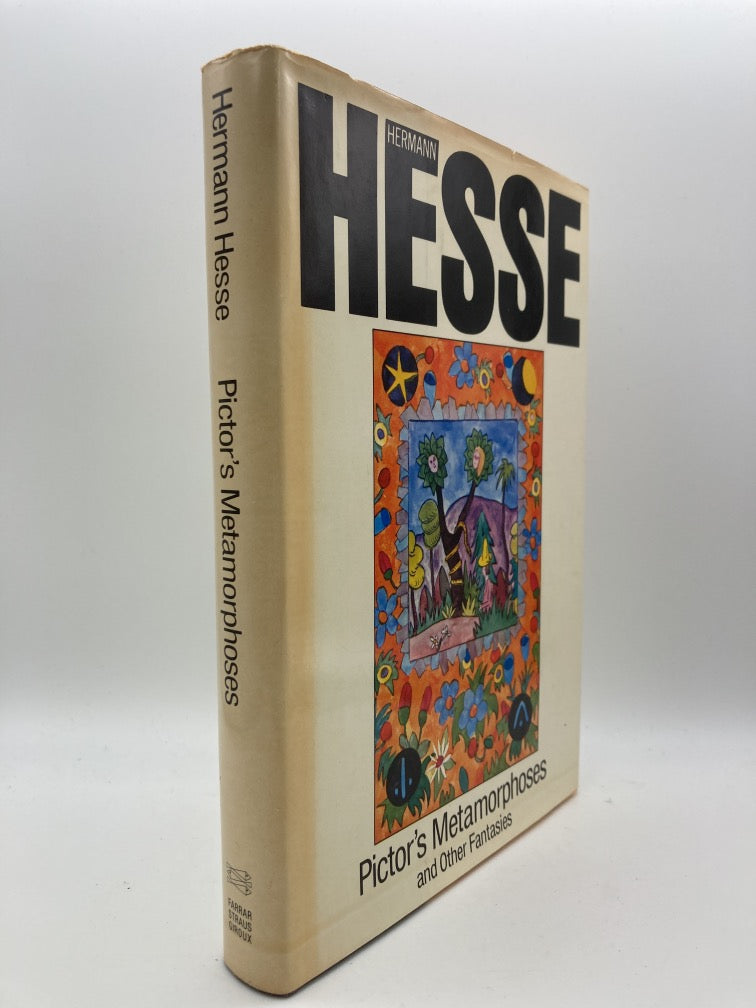 Hermann Hesse
Pictor's Metamorphoses
FARRAR
STRAUS
GIROUX
HERMANN
HESSE
Pictor's Metamorphoses
and Other Fantasies